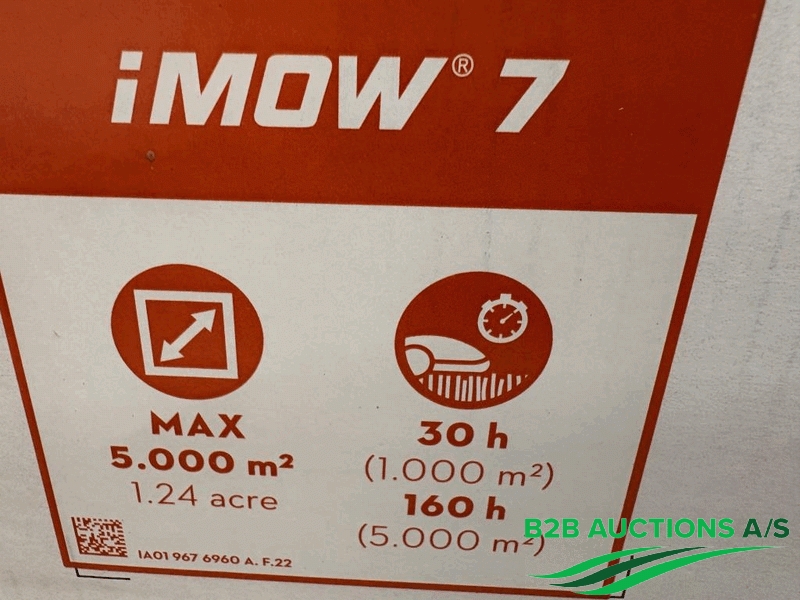 iMOW® 7
MAX
5.000 m²
1.24 acre
30 h
(1.000 m²)
160 h
(5.000 m²)
IA01 967 6960 A. F.22
B2B AUCTIONS A/S